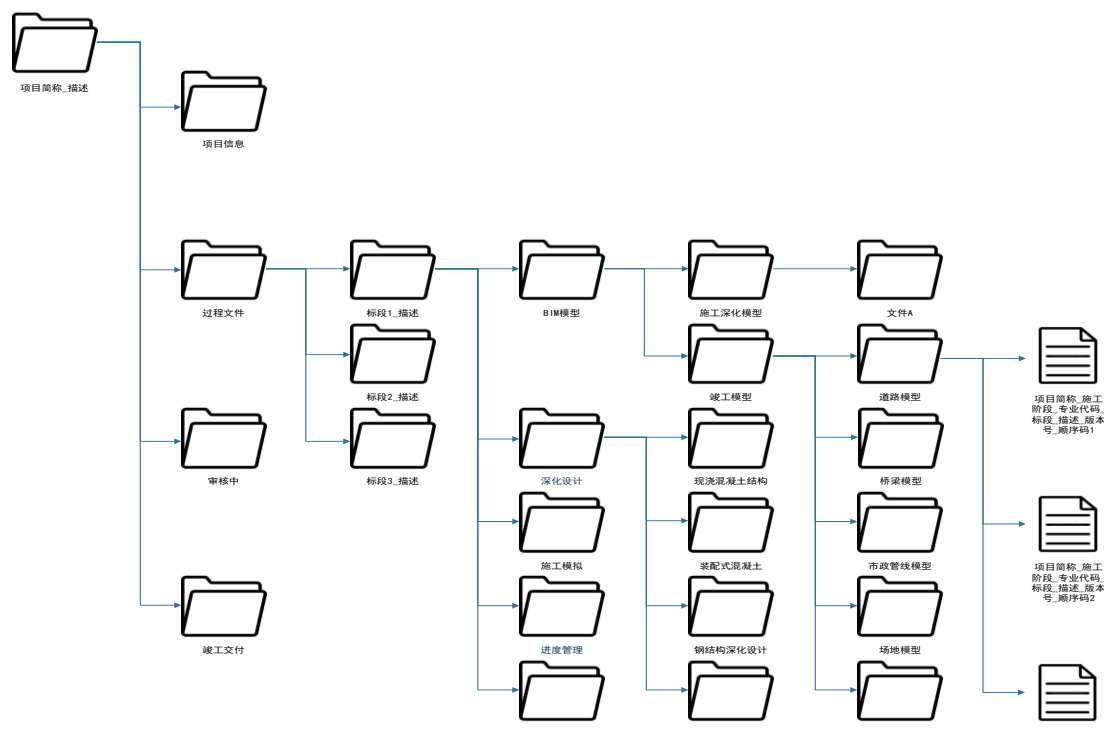 项目简称_描述
项目信息
过程文件
标段1_描述
BIM模型
施工深化模型
文件A
标段2_描述
竣工模型
道路模型
项目简称_施工
阶段_专业代码_
标段_描述_版本
号_顺序码1
审核中
标段3_描述
深化设计
现浇混凝土结构
桥梁模型
施工模拟
装配式混凝土
市政管线模型
项目简称_施工
阶段_专业代码_
标段_描述_版本
号_顺序码2
竣工交付
进度管理
钢结构深化设计
场地模型